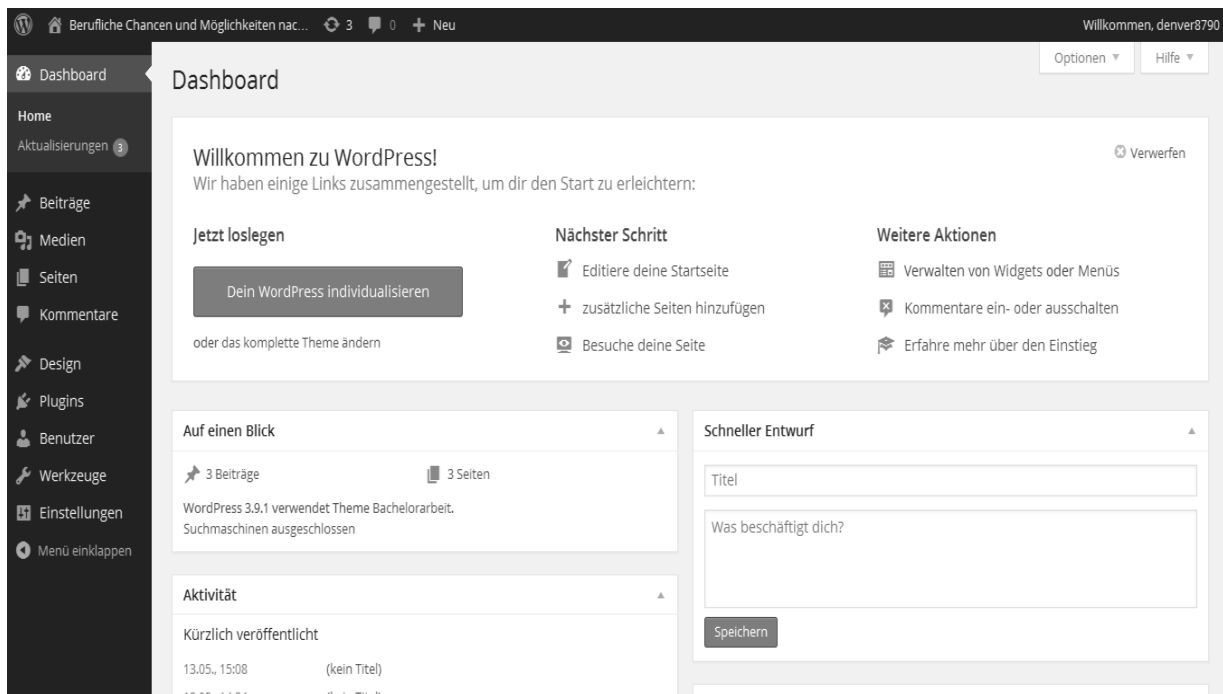 Berufliche Chancen und Möglichkeiten nac... 3 0 Neu Willkommen, denver8790
Optionen Hilfe
Dashboard
Home
Aktualisierungen 3
Beiträge
Medien
Seiten
Kommentare
Design
Plugins
Benutzer
Werkzeuge
Einstellungen
Menü einklappen
Dashboard
Willkommen zu WordPress!
Verwerfen
Wir haben einige Links zusammengestellt, um dir den Start zu erleichtern:
Jetzt loslegen
Dein WordPress individualisieren
oder das komplette Theme ändern
Nächster Schritt
Editiere deine Startseite
zusätzliche Seiten hinzufügen
Besuche deine Seite
Weitere Aktionen
Verwalten von Widgets oder Menüs
Kommentare ein- oder ausschalten
Erfahre mehr über den Einstieg
Auf einen Blick
3 Beiträge 3 Seiten
WordPress 3.9.1 verwendet Theme Bachelorarbeit.
Suchmaschinen ausgeschlossen
Aktivität
Kürzlich veröffentlicht
13.05., 15:08 (kein Titel)
Schneller Entwurf
Titel
Was beschäftigt dich?
Speichern